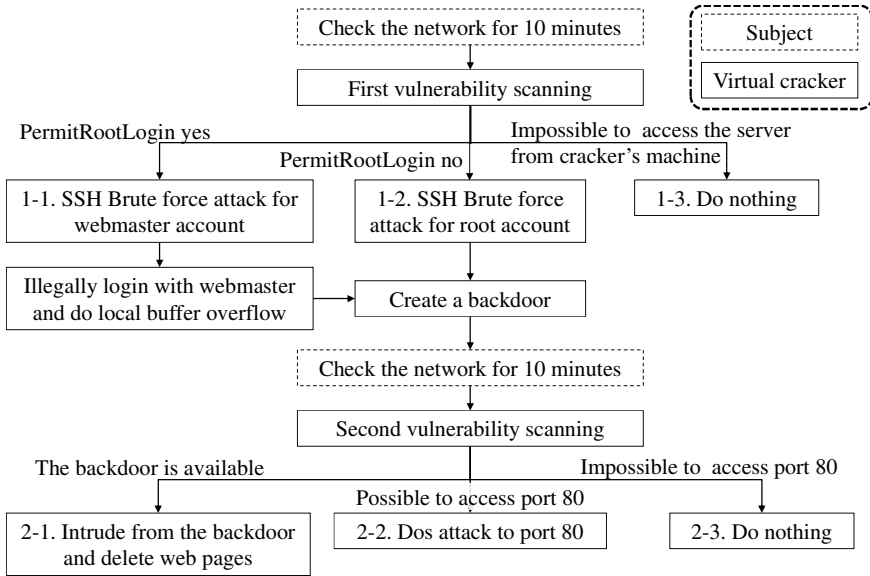 Check the network for 10 minutes
Subject
Virtual cracker
First vulnerability scanning
PermitRootLogin yes
PermitRootLogin no
Impossible to access the server
from cracker's machine
1-1. SSH Brute force attack for
webmaster account
1-2. SSH Brute force
attack for root account
1-3. Do nothing
Illegally login with webmaster
and do local buffer overflow
Create a backdoor
Check the network for 10 minutes
Second vulnerability scanning
The backdoor is available
Possible to access port 80
Impossible to access port 80
2-1. Intrude from the backdoor
and delete web pages
2-2. Dos attack to port 80
2-3. Do nothing